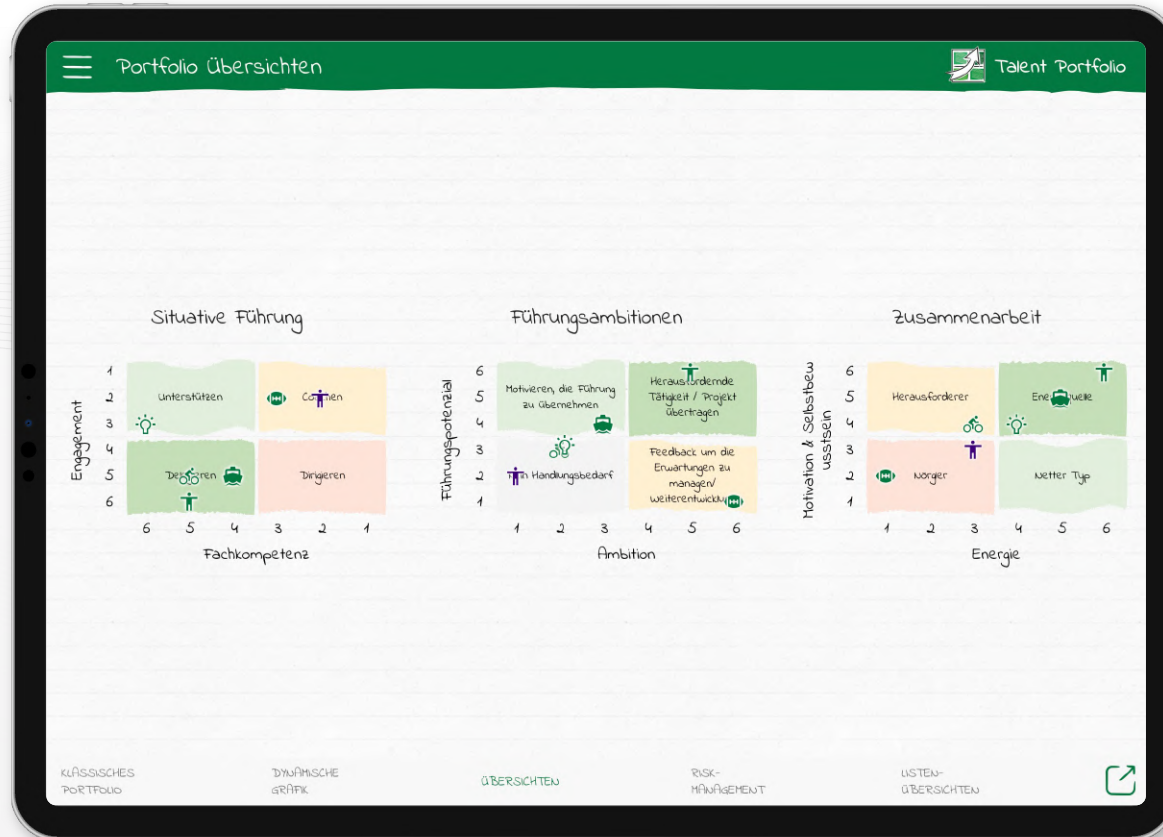 Portfolio Übersichten
Talent Portfolio
Situative Führung
Engagement
1
2
3
4
5
6
Unterstützen
Dirigieren
6 5 4 3 2 1
Fachkompetenz
Führungsambitionen
Führungspotenzial
6
5
4
3
2
1
Motivieren, die Führung
zu übernehmen
Herausfordernde
Tätigkeit / Projekt
übertragen
Handlungsbedarf
Feedback um die
Erwartungen zu
managen/
1 2 3 4 5 6
Ambition
Zusammenarbeit
Motivation & Selbstbew
usstsein
6
5
4
3
2
1
Herausforderer
Nörgler
Netter Typ
1 2 3 4 5 6
Energie
KLASSISCHES
PORTFOLIO
DYNAMISCHE
GRAFIK
ÜBERSICHTEN
RISK-
MANAGEMENT
LISTEN-
ÜBERSICHTEN